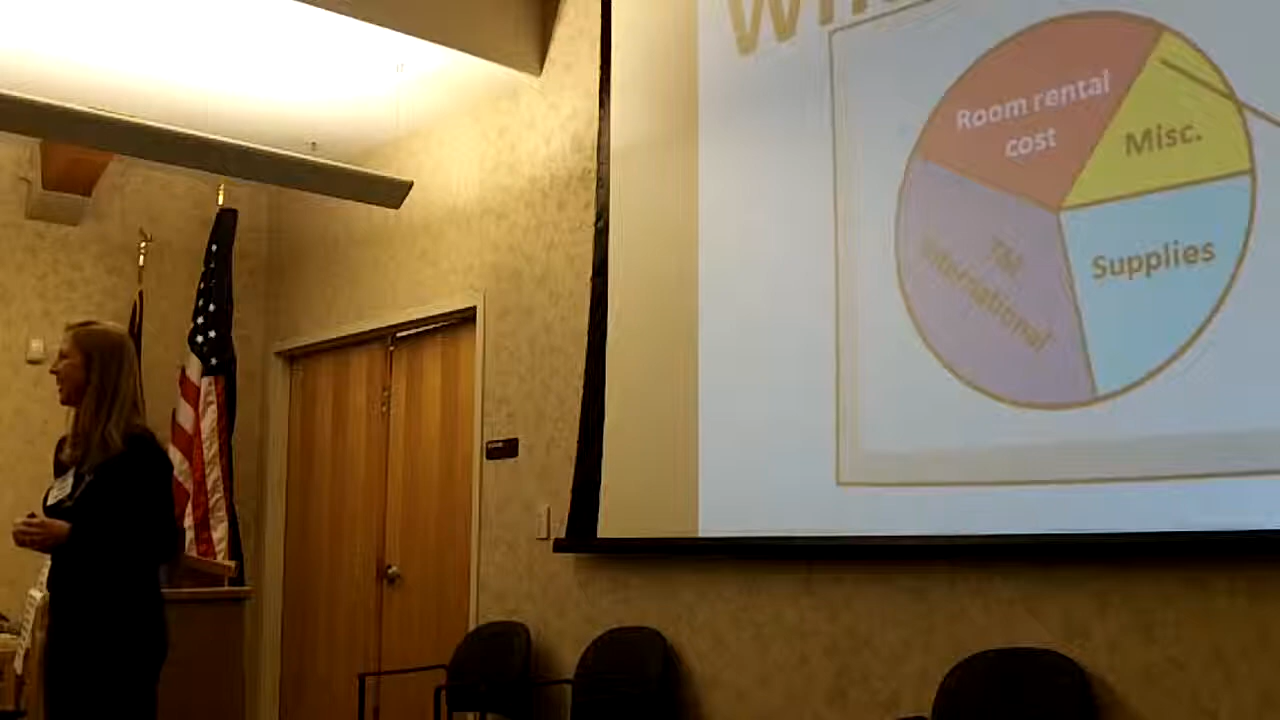 Room rental
cost
Misc.
Supplies
TM
International